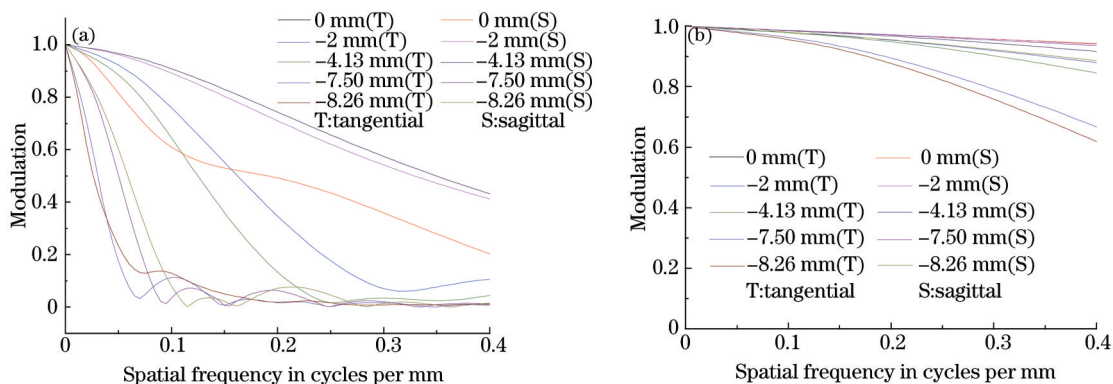 (a)
0 mm(T)
−2 mm(T)
−4.13 mm(T)
−7.50 mm(T)
−8.26 mm(T)
T:tangential
0 mm(S)
−2 mm(S)
−4.13 mm(S)
−7.50 mm(S)
−8.26 mm(S)
S:sagittal
Modulation
1.0
0.8
0.6
0.4
0.2
0
0 0.1 0.2 0.3 0.4
Spatial frequency in cycles per mm
(b)
Modulation
1.0
0.8
0.6
0.4
0.2
0
0 mm(T)
−2 mm(T)
−4.13 mm(T)
−7.50 mm(T)
−8.26 mm(T)
T:tangential
0 mm(S)
−2 mm(S)
−4.13 mm(S)
−7.50 mm(S)
−8.26 mm(S)
S:sagittal
0 0.1 0.2 0.3 0.4
Spatial frequency in cycles per mm